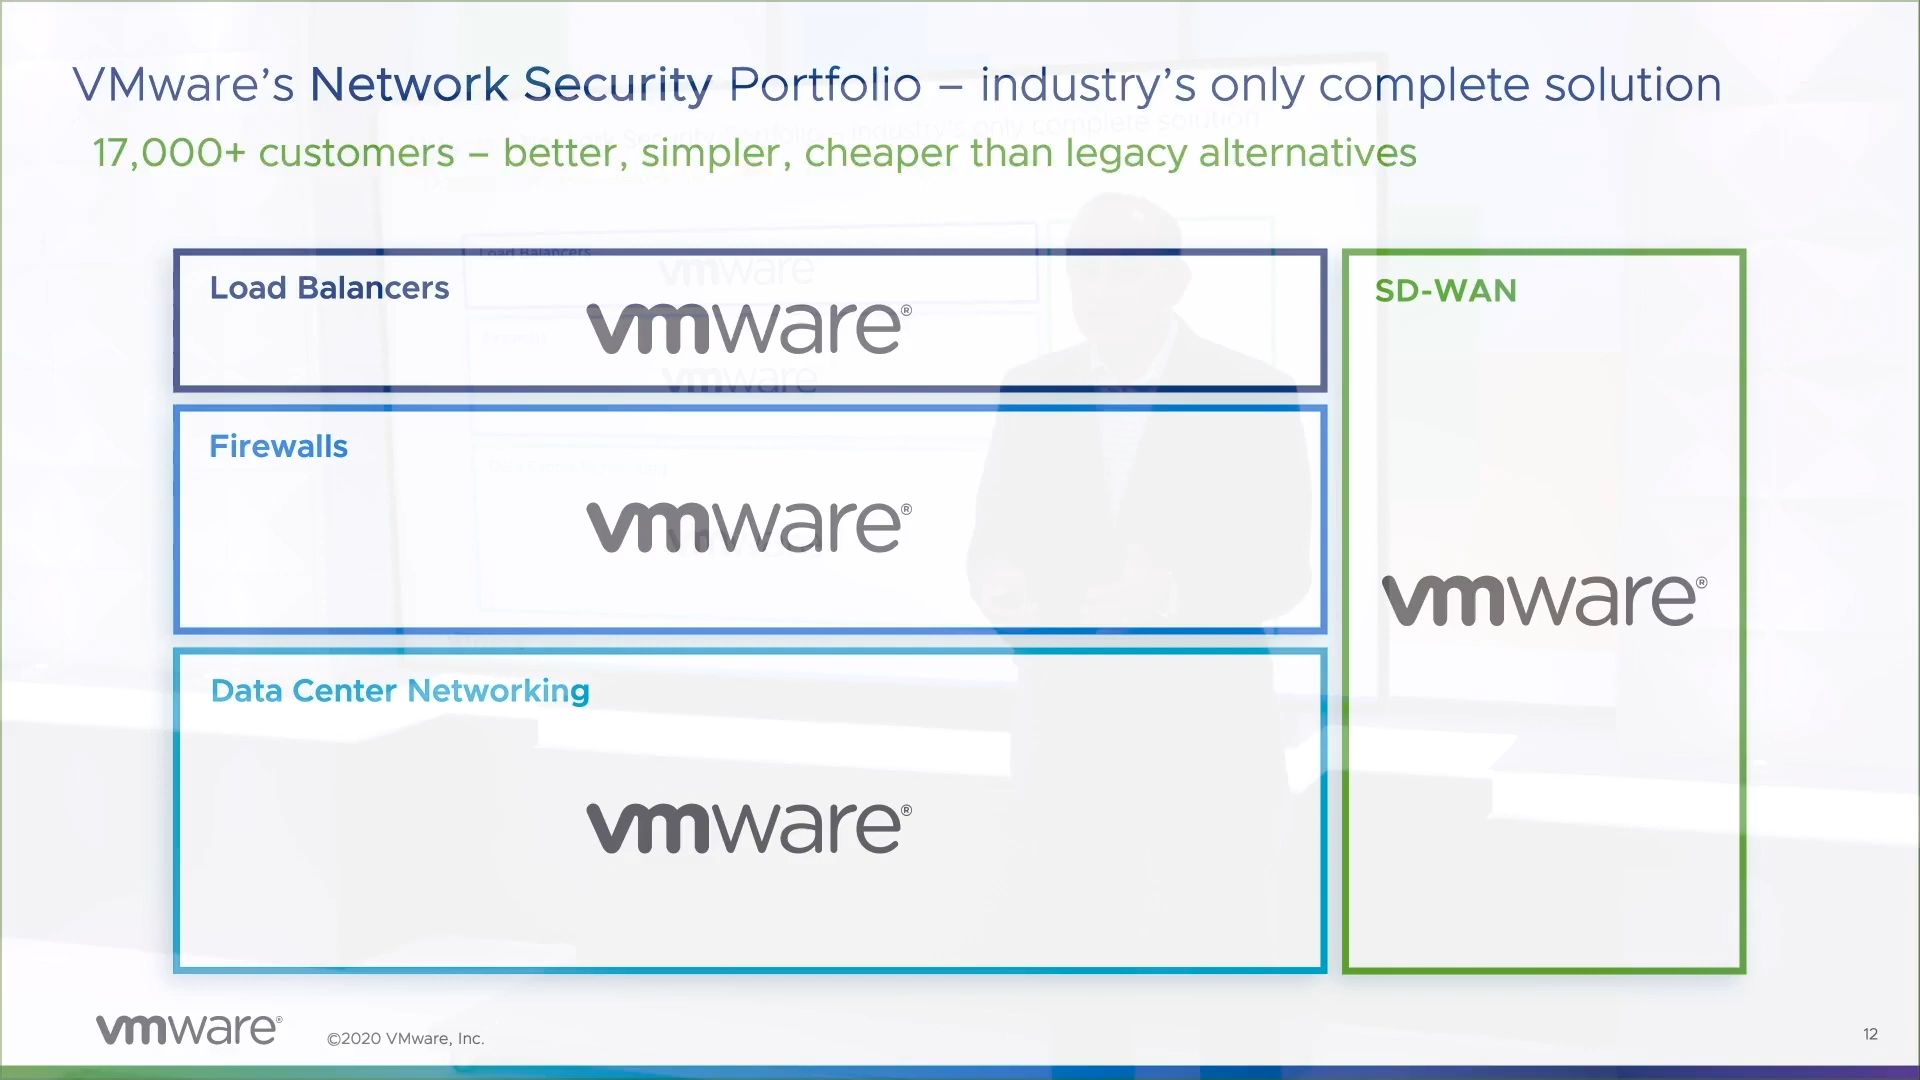 VMware’s Network Security Portfolio – industry’s only complete solution
17,000+ customers – better, simpler, cheaper than legacy alternatives
Load Balancers
vmware®
Firewalls
vmware®
Data Center Networking
vmware®
SD-WAN
vmware®
vmware®
©2020 VMware, Inc.
12